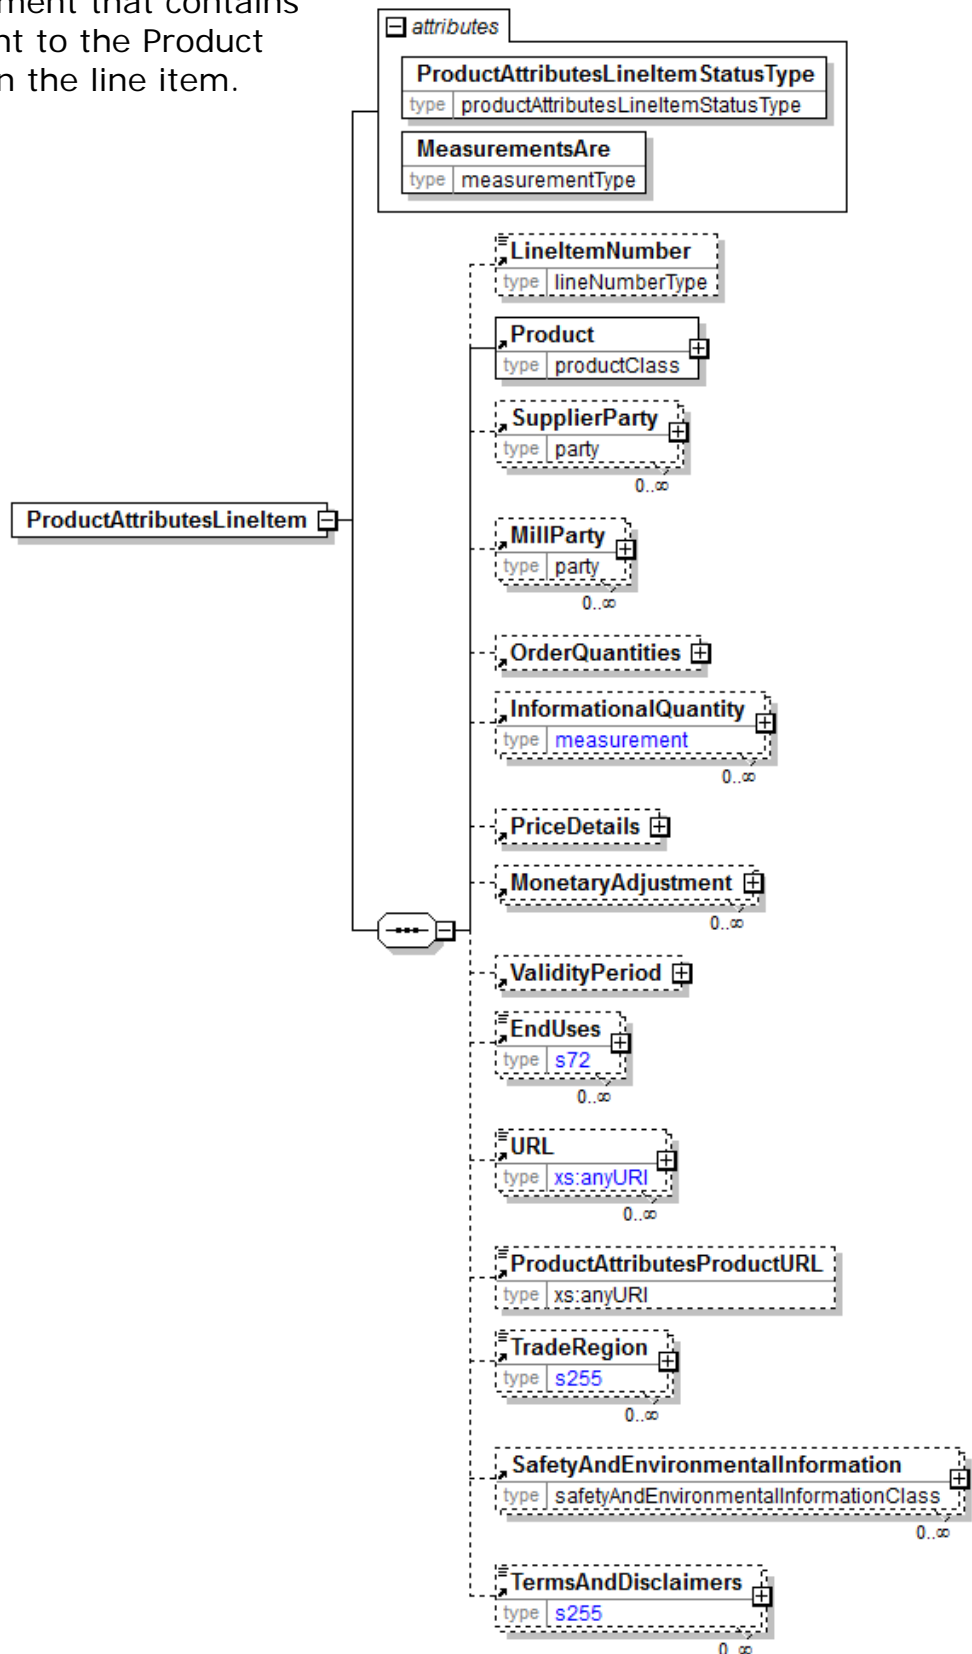 ment that contains
nt to the Product
n the line item.
attributes
ProductAttributesLineItemStatusType
type productAttributesLineItemStatusType
MeasurementsAre
type measurementType
LineItemNumber
type lineNumberType
Product
type productClass
SupplierParty
type party
0..∞
ProductAttributesLineItem
MillParty
type party
0..∞
OrderQuantities
InformationalQuantity
type measurement
0..∞
PriceDetails
MonetaryAdjustment
0..∞
ValidityPeriod
EndUses
type s72
0..∞
URL
type xs:anyURI
0..∞
ProductAttributesProductURL
type xs:anyURI
TradeRegion
type s255
0..∞
SafetyAndEnvironmentalInformation
type safetyAndEnvironmentalInformationClass
0..∞
TermsAndDisclaimers
type s255
0..∞